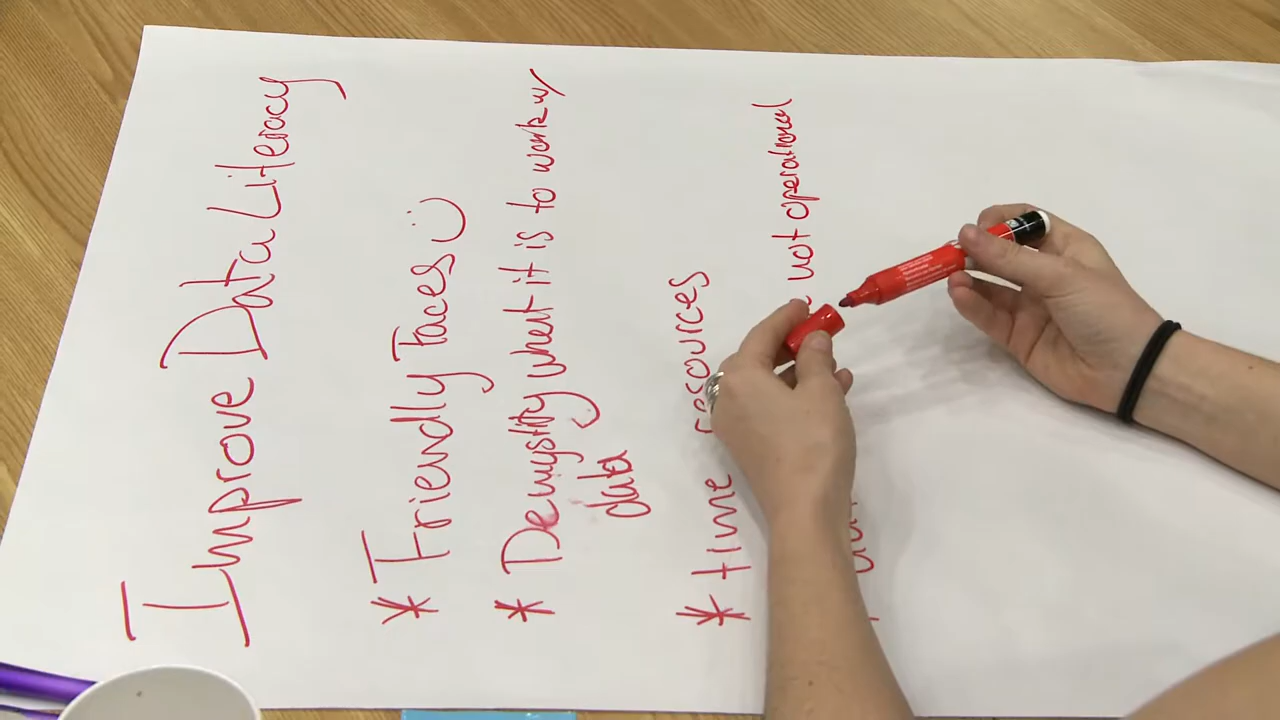 Improve Data Literacy
* Friendly Faces
* Demystify what it is to work w/
data
* time resources
not operational